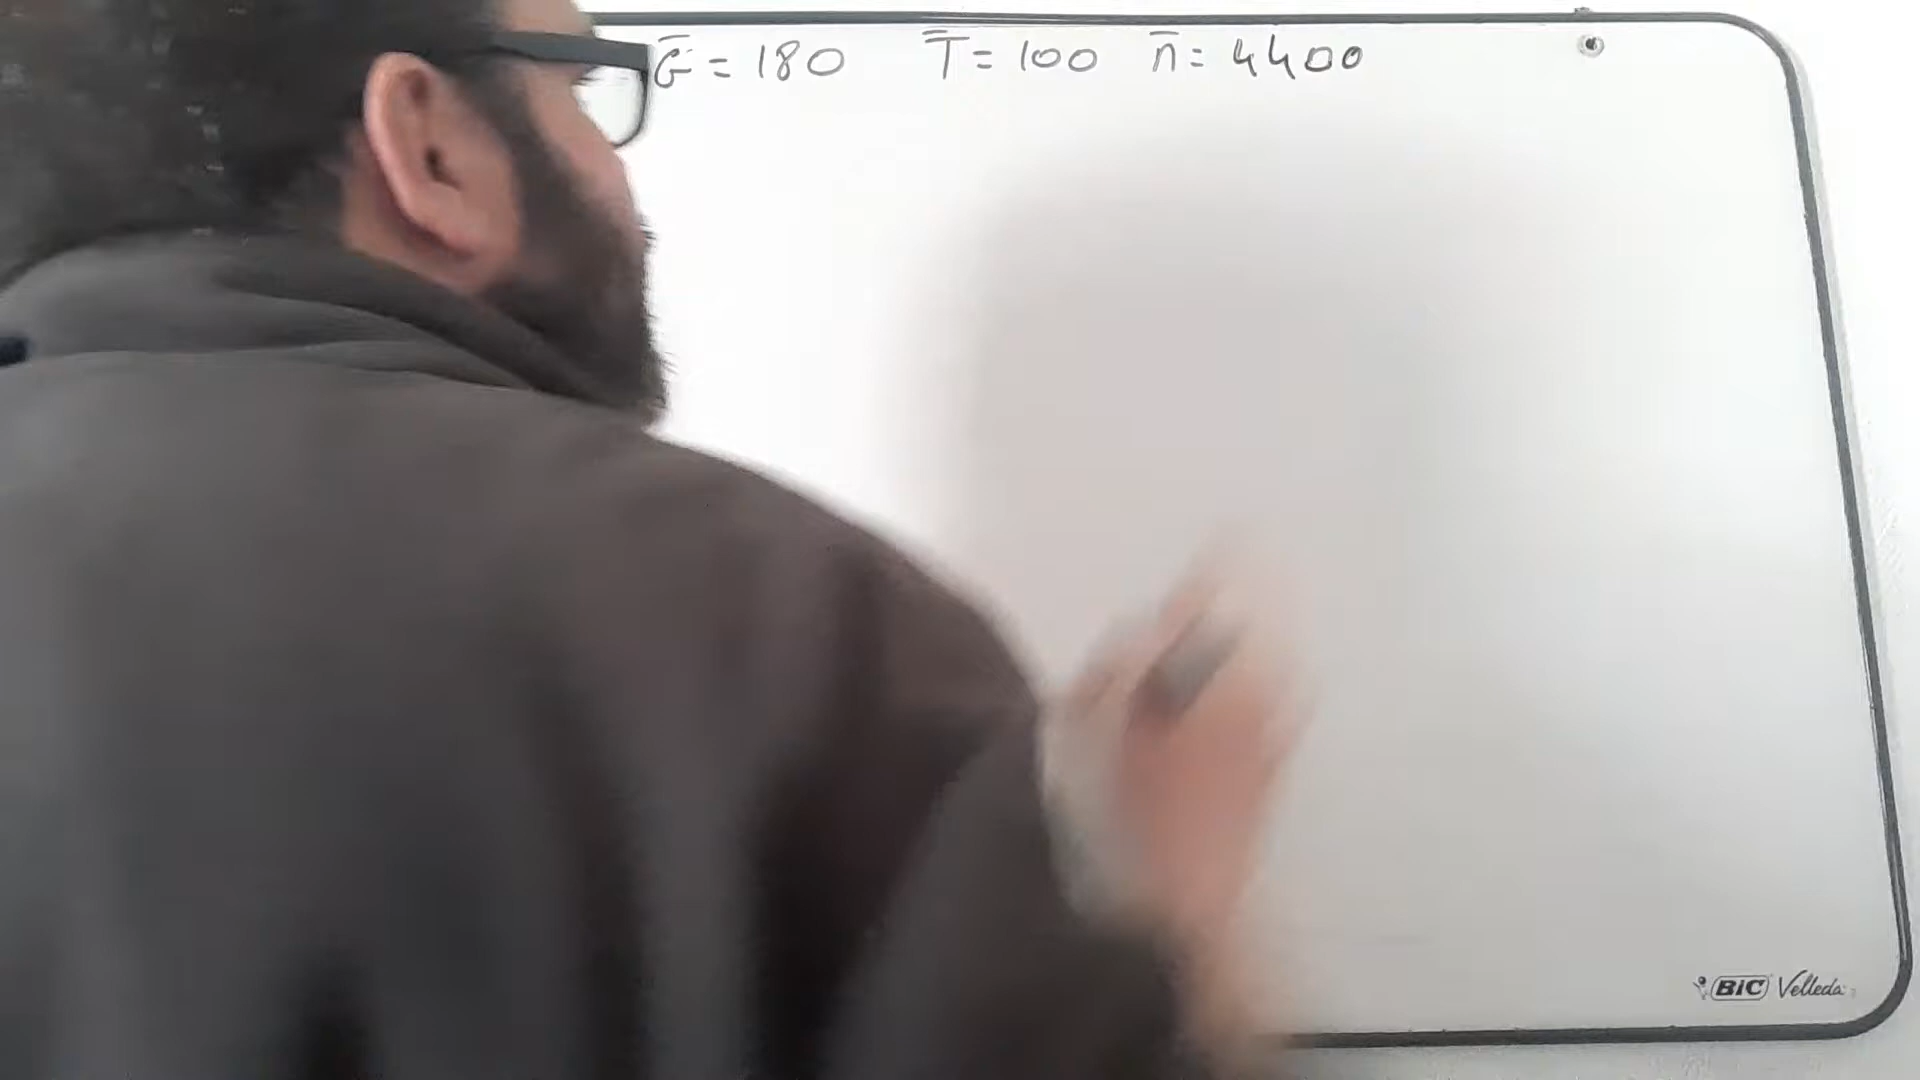 G̅ = 180 T̅ = 100 n̅ = 4400
BIC Velleda